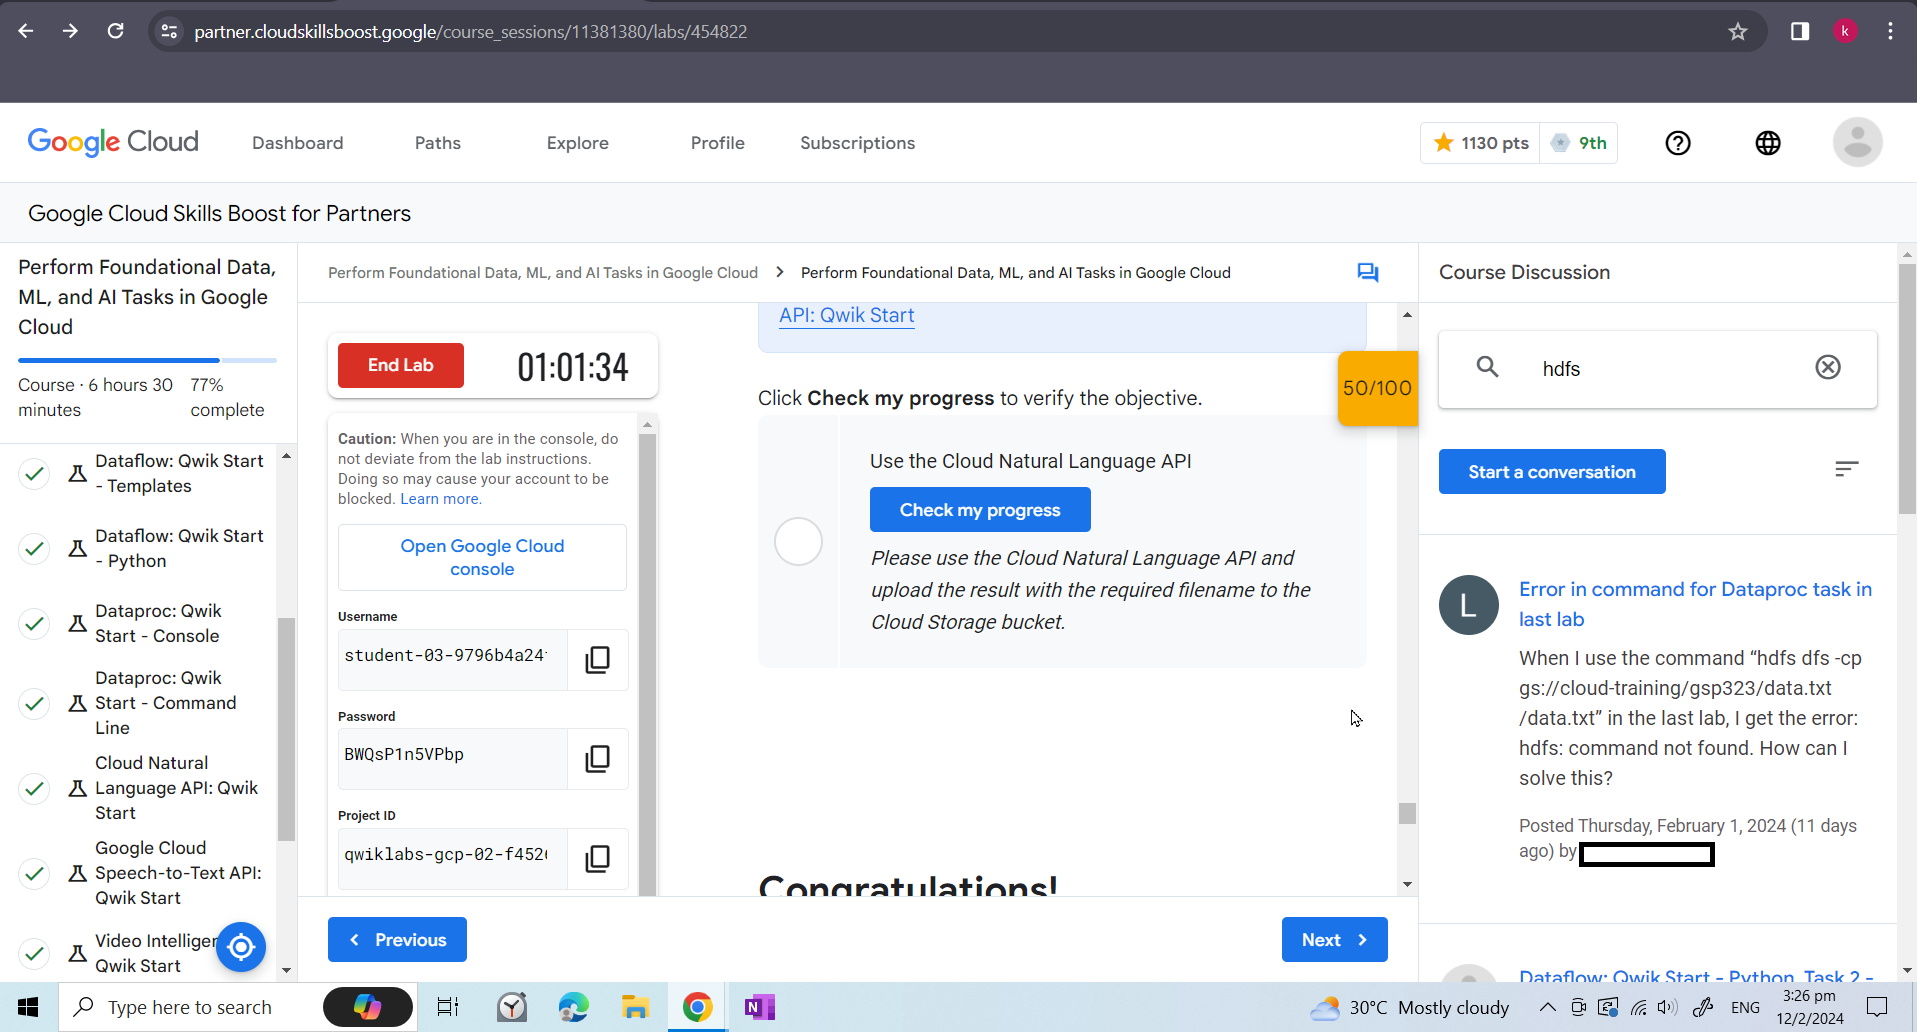 partner.cloudskillsboost.google/course_sessions/11381380/labs/454822
k
Google Cloud
Dashboard
Paths
Explore
Profile
Subscriptions
1130 pts
9th
Google Cloud Skills Boost for Partners
Perform Foundational Data,
ML, and AI Tasks in Google
Cloud
Course · 6 hours 30
minutes
77%
complete
Dataflow: Qwik Start
- Templates
Dataflow: Qwik Start
- Python
Dataproc: Qwik
Start - Console
Dataproc: Qwik
Start - Command
Line
Cloud Natural
Language API: Qwik
Start
Google Cloud
Speech-to-Text API:
Qwik Start
Video Intelliger
Qwik Start
Perform Foundational Data, ML, and AI Tasks in Google Cloud > Perform Foundational Data, ML, and AI Tasks in Google Cloud
End Lab
01:01:34
Caution: When you are in the console, do
not deviate from the lab instructions.
Doing so may cause your account to be
blocked. Learn more.
Open Google Cloud
console
Username
student-03-9796b4a24
Password
BWQsP1n5VPbp
Project ID
qwiklabs-gcp-02-f452
API: Qwik Start
50/100
Click Check my progress to verify the objective.
Use the Cloud Natural Language API
Check my progress
Please use the Cloud Natural Language API and
upload the result with the required filename to the
Cloud Storage bucket.
Congratulations!
Previous
Next
Course Discussion
hdfs
Start a conversation
L
Error in command for Dataproc task in
last lab
When I use the command “hdfs dfs -cp
gs://cloud-training/gsp323/data.txt
/data.txt” in the last lab, I get the error:
hdfs: command not found. How can I
solve this?
Posted Thursday, February 1, 2024 (11 days
ago) by
Dataflow: Qwik Start - Python, Task 2 -
Type here to search
N
30°C Mostly cloudy
ENG
3:26 pm
12/2/2024